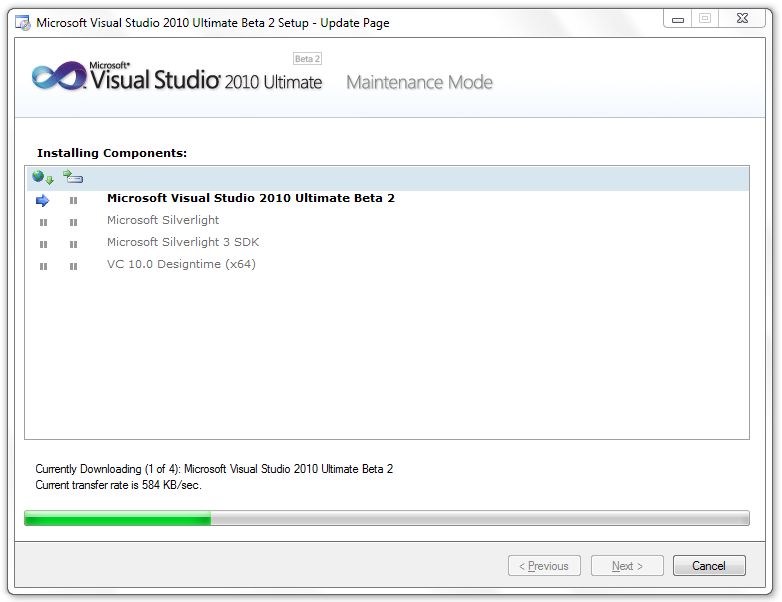 Microsoft Visual Studio 2010 Ultimate Beta 2 Setup - Update Page
Beta 2
Microsoft®
Visual Studio® 2010 Ultimate Maintenance Mode
Installing Components:
Microsoft Visual Studio 2010 Ultimate Beta 2
Microsoft Silverlight
Microsoft Silverlight 3 SDK
VC 10.0 Designtime (x64)
Currently Downloading (1 of 4): Microsoft Visual Studio 2010 Ultimate Beta 2
Current transfer rate is 584 KB/sec.
< Previous Next > Cancel